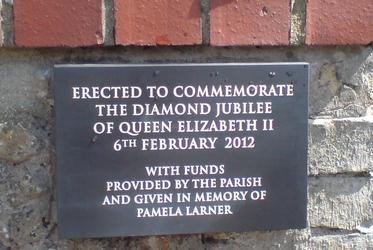 ERECTED TO COMMEMORATE
THE DIAMOND JUBILEE
OF QUEEN ELIZABETH II
6TH FEBRUARY 2012
WITH FUNDS
PROVIDED BY THE PARISH
AND GIVEN IN MEMORY OF
PAMELA LARNER